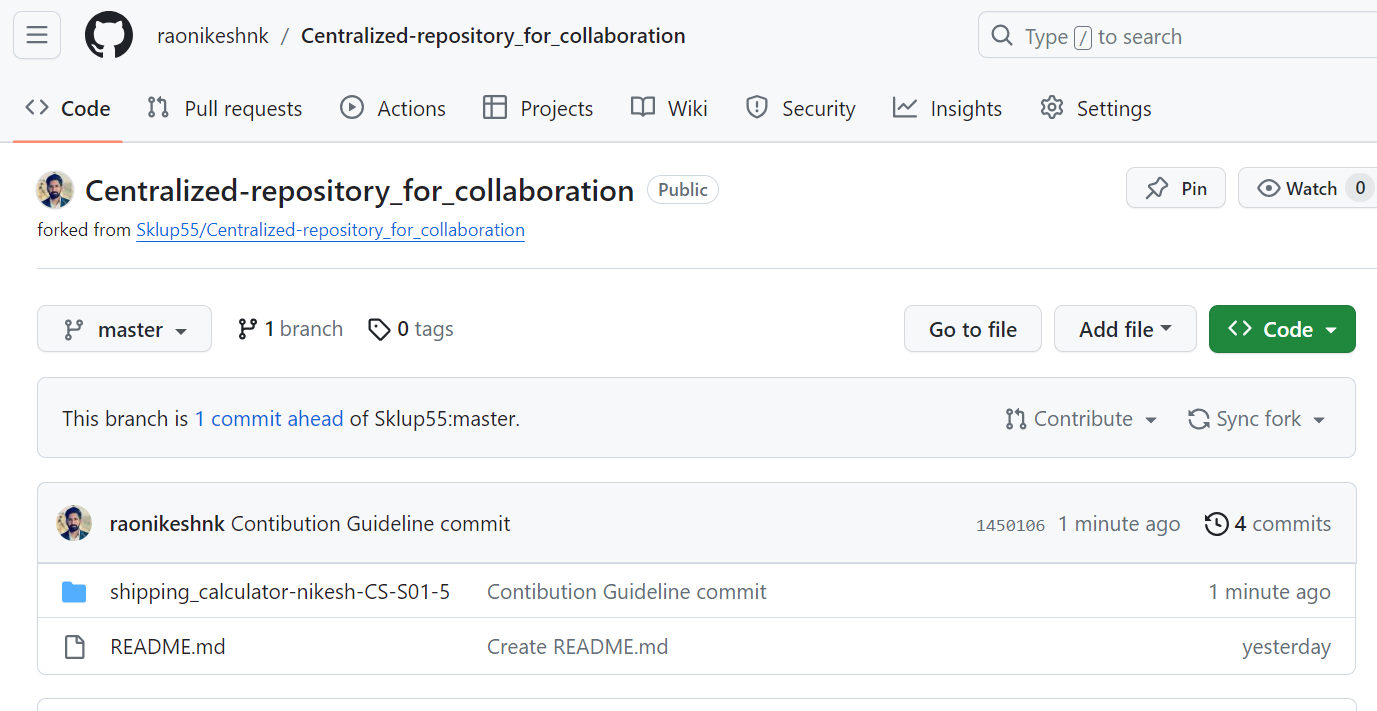 raonikeshnk / Centralized-repository_for_collaboration Type / to search
Code Pull requests Actions Projects Wiki Security Insights Settings
Centralized-repository_for_collaboration Public Pin Watch 0
forked from Sklup55/Centralized-repository_for_collaboration
master 1 branch 0 tags Go to file Add file Code
This branch is 1 commit ahead of Sklup55:master. Contribute Sync fork
raonikeshnk Contibution Guideline commit 1450106 1 minute ago 4 commits
shipping_calculator-nikesh-CS-S01-5 Contibution Guideline commit 1 minute ago
README.md Create README.md yesterday